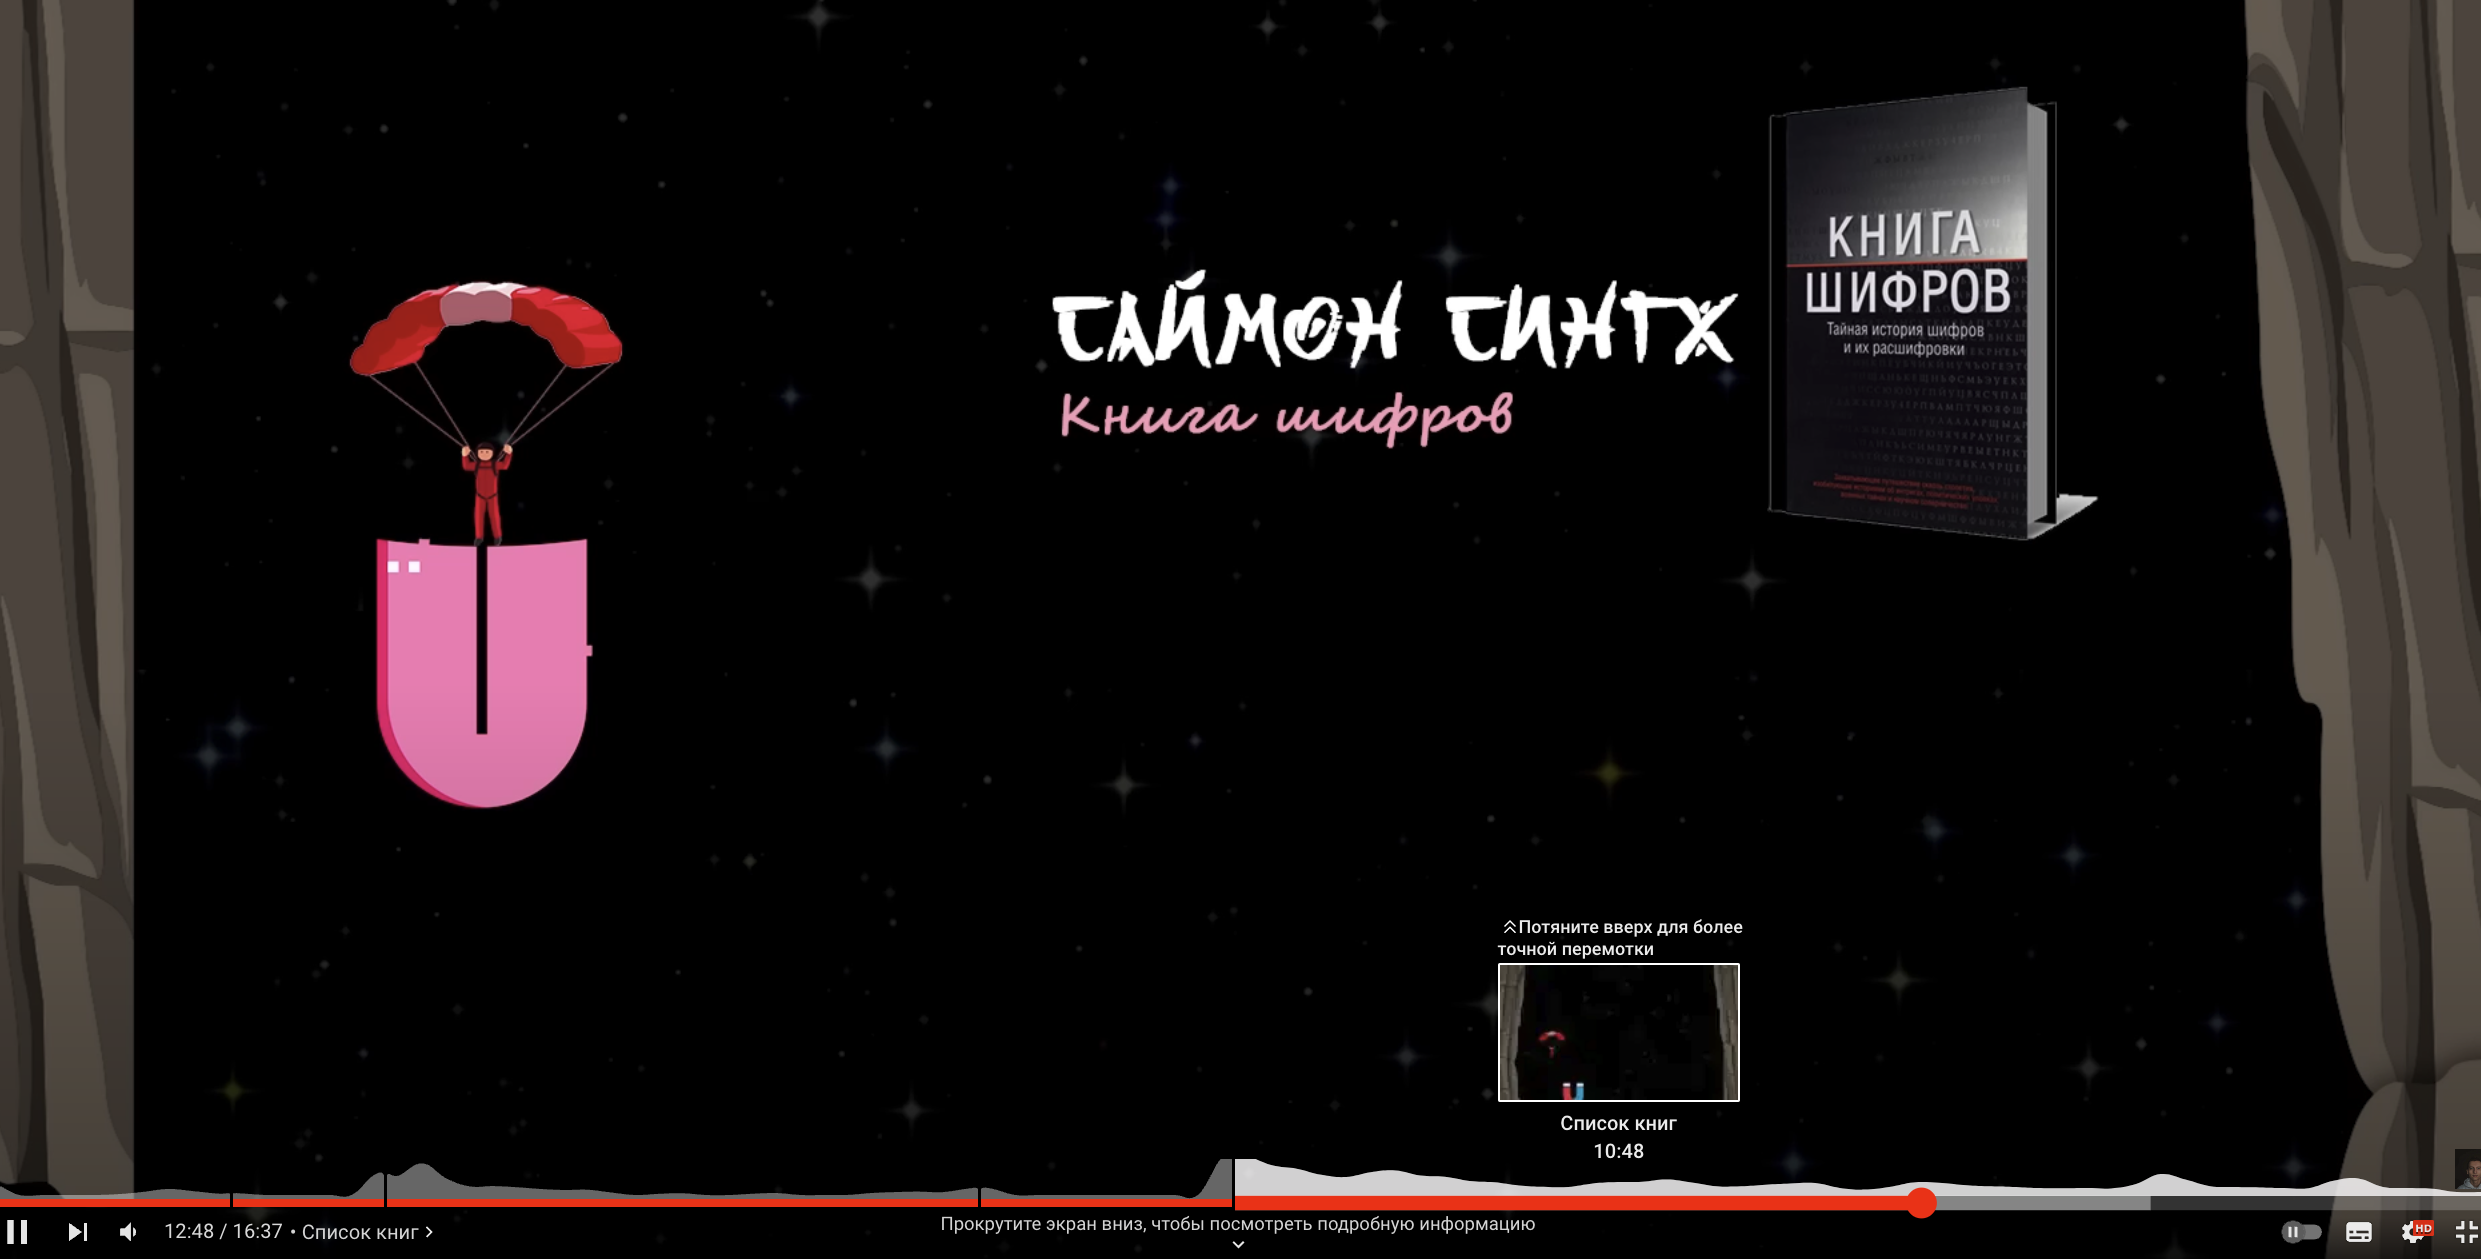 САЙМОН СИНГХ
Книга шифров
КНИГА
ШИФРОВ
Тайная история шифров
и их расшифровки
Потяните вверх для более
точной перемотки
Список книг
10:48
12:48 / 16:37 • Список книг
Прокрутите экран вниз, чтобы посмотреть подробную информацию
HD